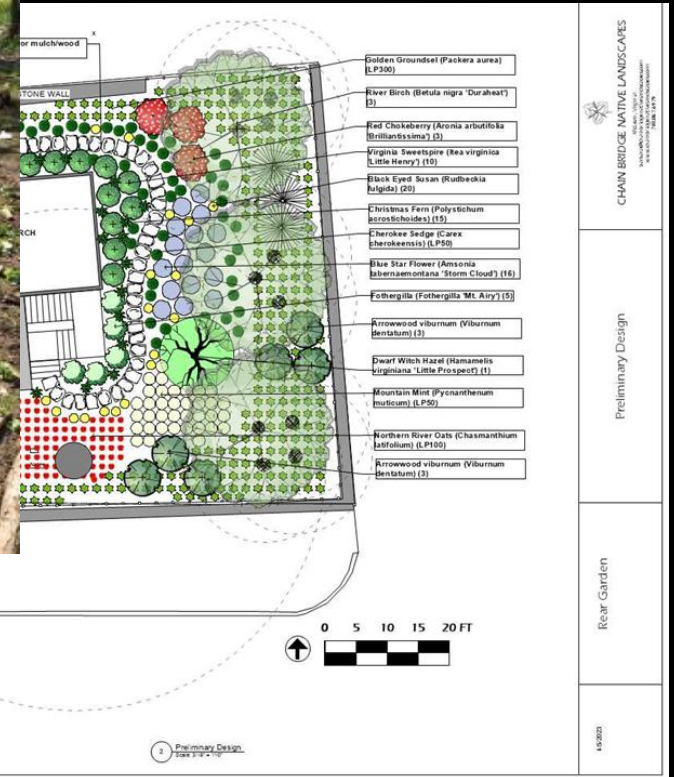 or mulch/wood
x
STONE WALL
RCH
Golden Groundsel (Packera aurea)
(LP300)
River Birch (Betula nigra 'Duraheat')
(3)
Red Chokeberry (Aronia arbutifolia
'Brilliantissima') (3)
Virginia Sweetspire (Itea virginica
'Little Henry') (10)
Black Eyed Susan (Rudbeckia
fulgida) (20)
Christmas Fern (Polystichum
acrostichoides) (15)
Cherokee Sedge (Carex
cherokeensis) (LP50)
Blue Star Flower (Amsonia
tabernaemontana 'Storm Cloud') (16)
Fothergilla (Fothergilla 'Mt. Airy') (5)
Arrowwood viburnum (Viburnum
dentatum) (3)
Dwarf Witch Hazel (Hamamelis
virginiana 'Little Prospect') (1)
Mountain Mint (Pycnanthenum
muticum) (LP50)
Northern River Oats (Chasmanthium
latifolium) (LP100)
Arrowwood viburnum (Viburnum
dentatum) (3)
0 5 10 15 20 FT
2 Preliminary Design
Scale: 3/16" = 1'-0"
CHAIN BRIDGE NATIVE LANDSCAPES
Preliminary Design
Rear Garden